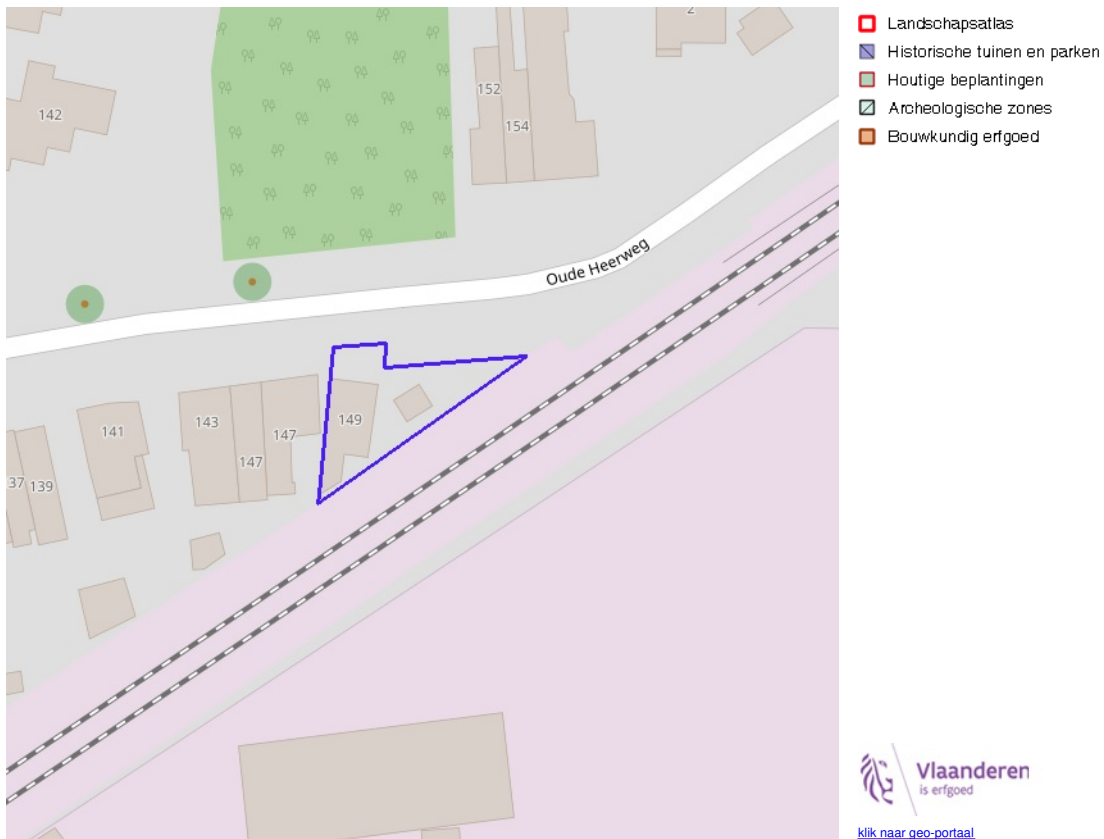 2
142
152
154
Oude Heerweg
141
143
147
147
149
37
139
Landschapsatlas
Historische tuinen en parken
Houtige beplantingen
Archeologische zones
Bouwkundig erfgoed
Vlaanderen
is erfgoed
klik naar geo-portaal